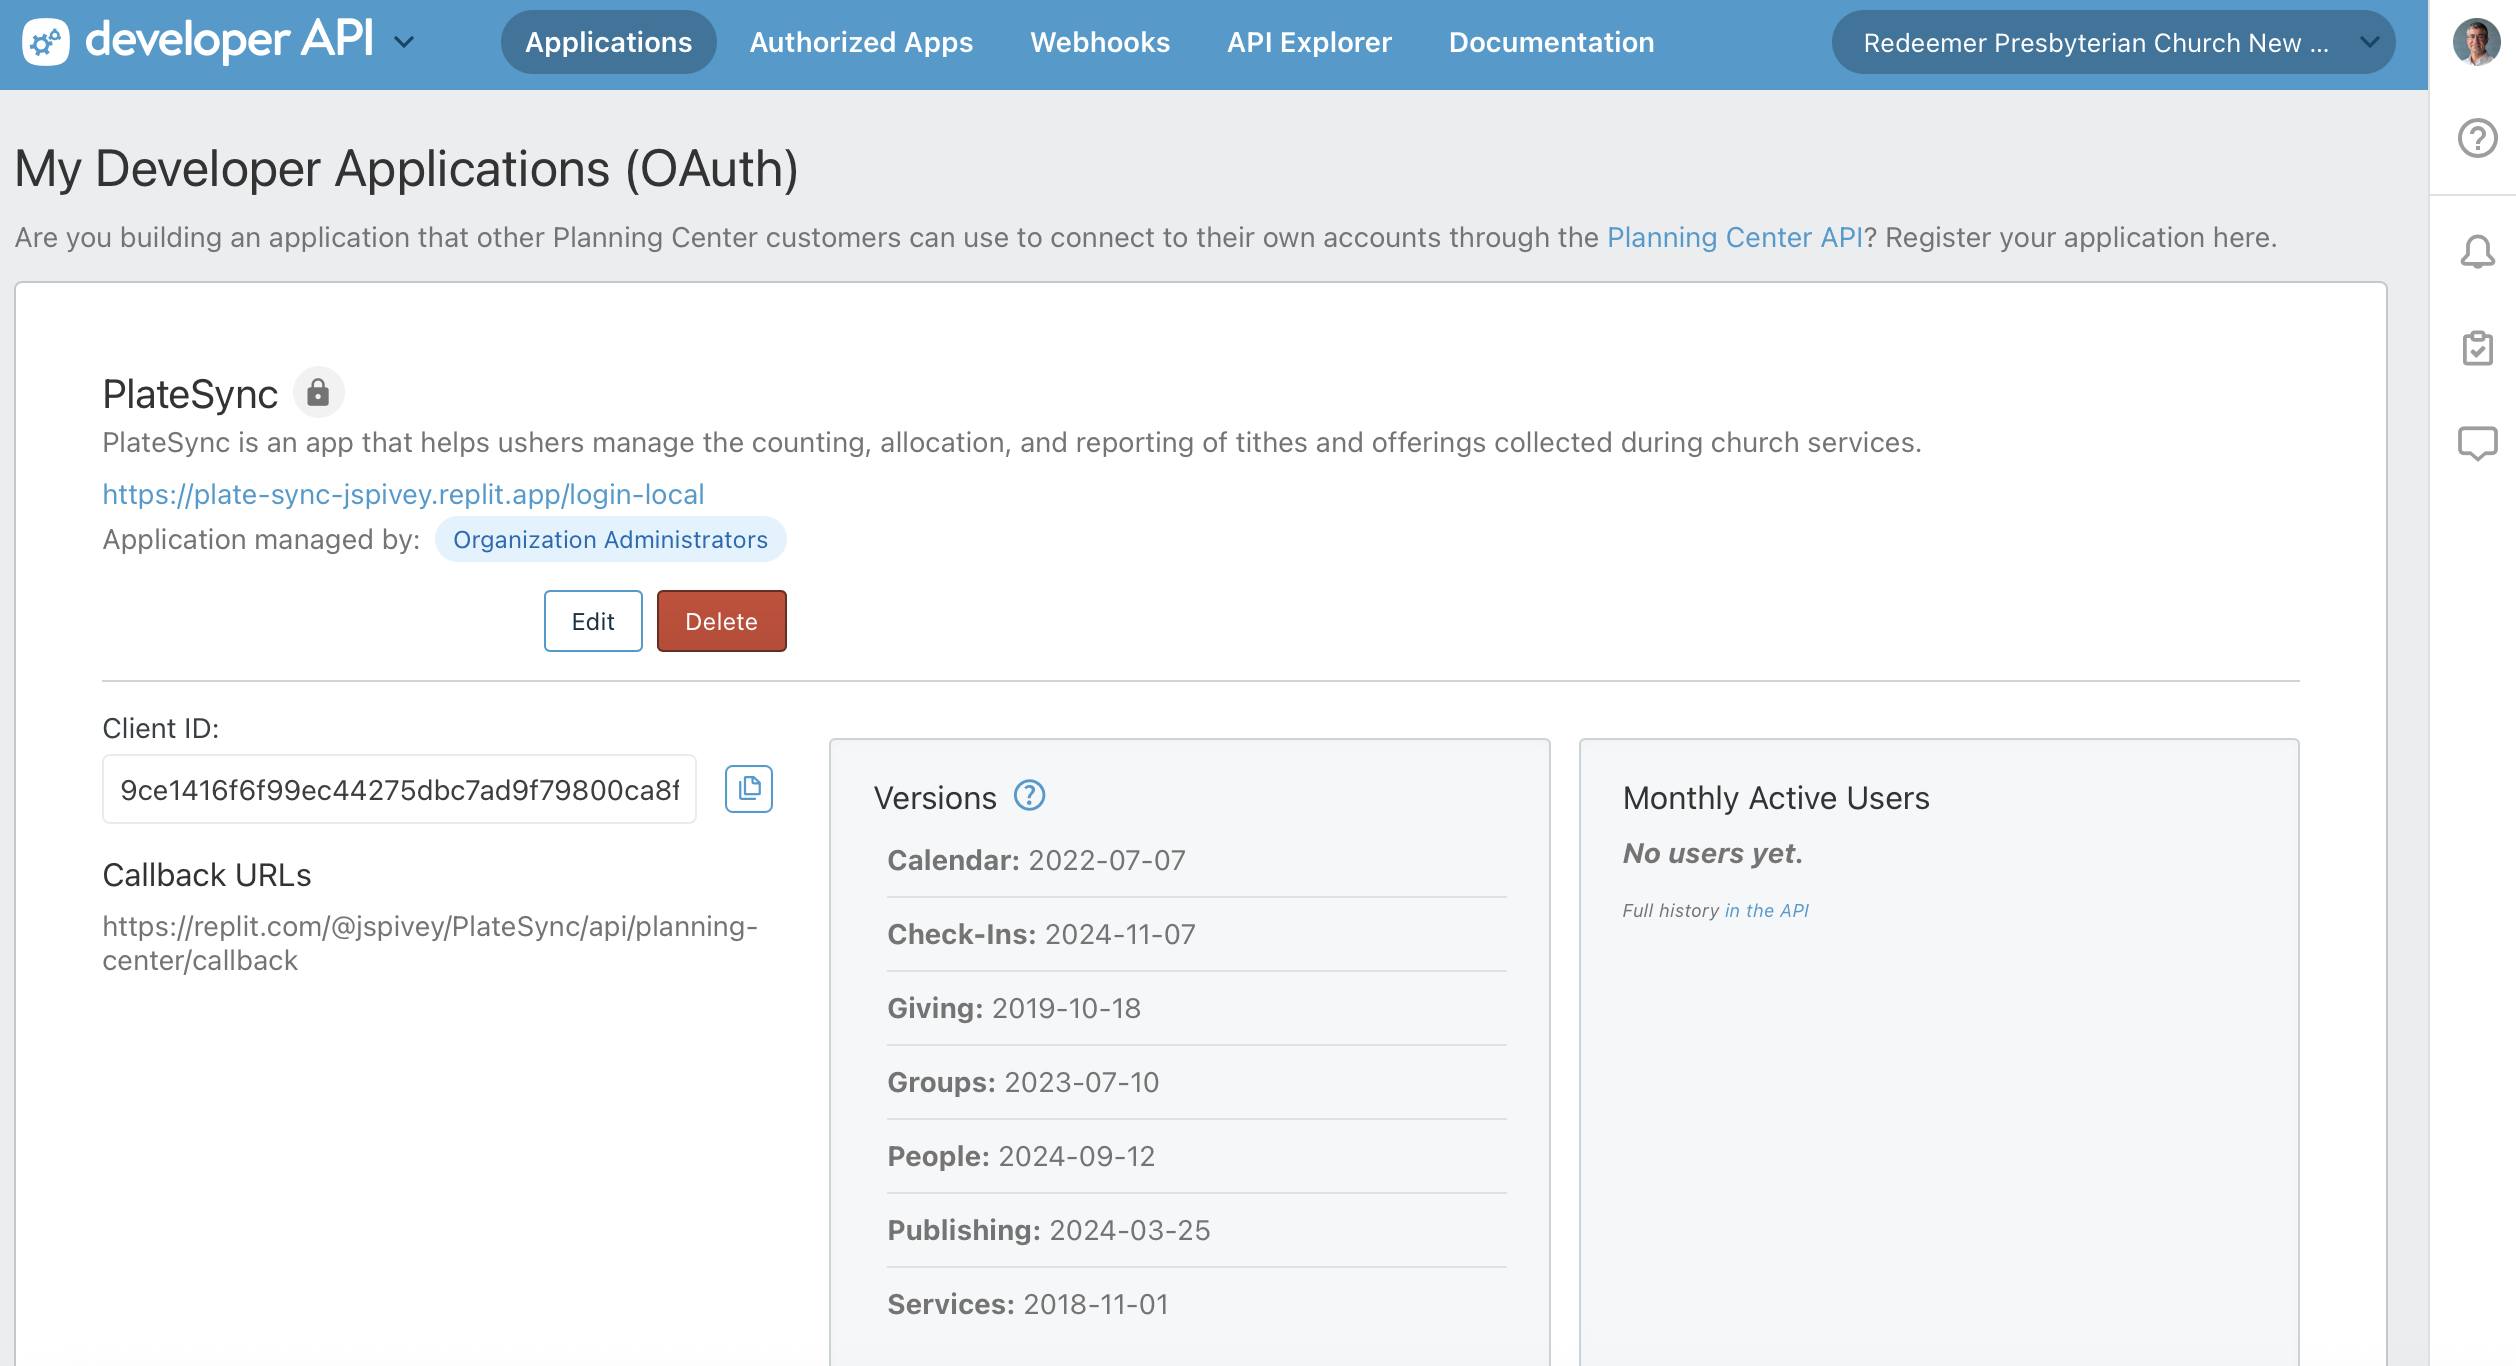 developer API
Applications
Authorized Apps
Webhooks
API Explorer
Documentation
Redeemer Presbyterian Church New ...
My Developer Applications (OAuth)
Are you building an application that other Planning Center customers can use to connect to their own accounts through the Planning Center API? Register your application here.
PlateSync
PlateSync is an app that helps ushers manage the counting, allocation, and reporting of tithes and offerings collected during church services.
https://plate-sync-jspivey.replit.app/login-local
Application managed by: Organization Administrators
Edit
Delete
Client ID:
9ce1416f6f99ec44275dbc7ad9f79800ca8f
Callback URLs
https://replit.com/@jspivey/PlateSync/api/planning-
center/callback
Versions
Calendar: 2022-07-07
Check-Ins: 2024-11-07
Giving: 2019-10-18
Groups: 2023-07-10
People: 2024-09-12
Publishing: 2024-03-25
Services: 2018-11-01
Monthly Active Users
No users yet.
Full history in the API